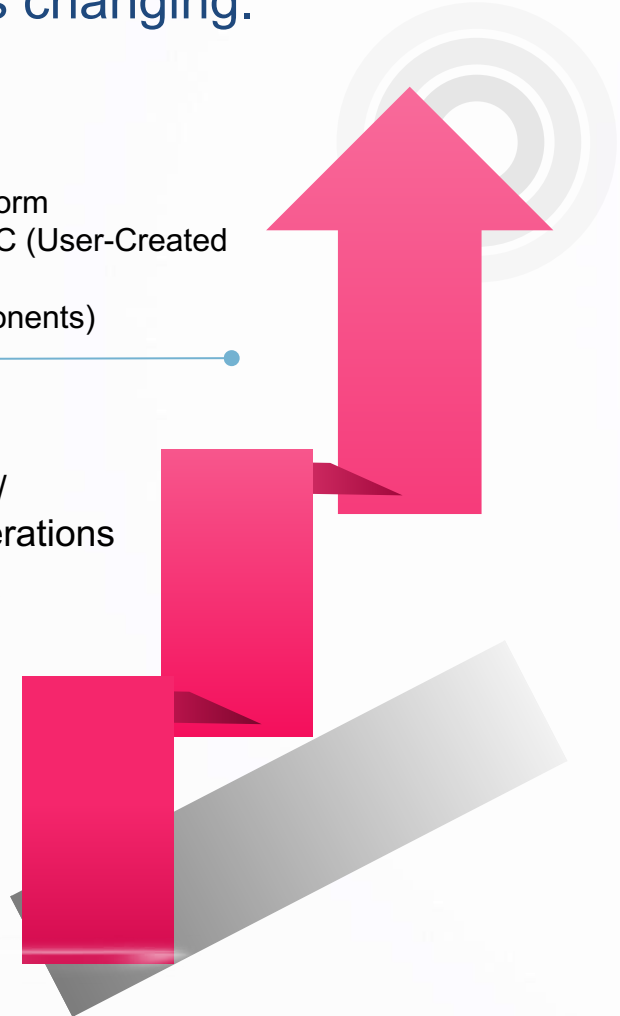 s changing.
orm
C (User-Created
onents)
/
erations